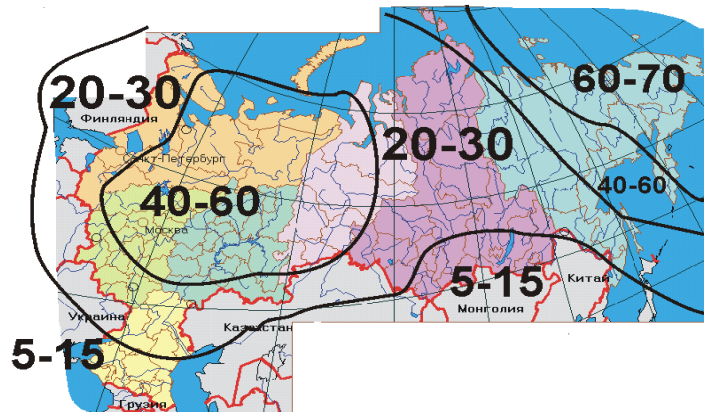 20-30
60-70
Финляндия
20-30
Санкт-Петербург
40-60
40-60
Москва
5-15
Китай
Украина
Монголия
Казахстан
5-15
Грузия